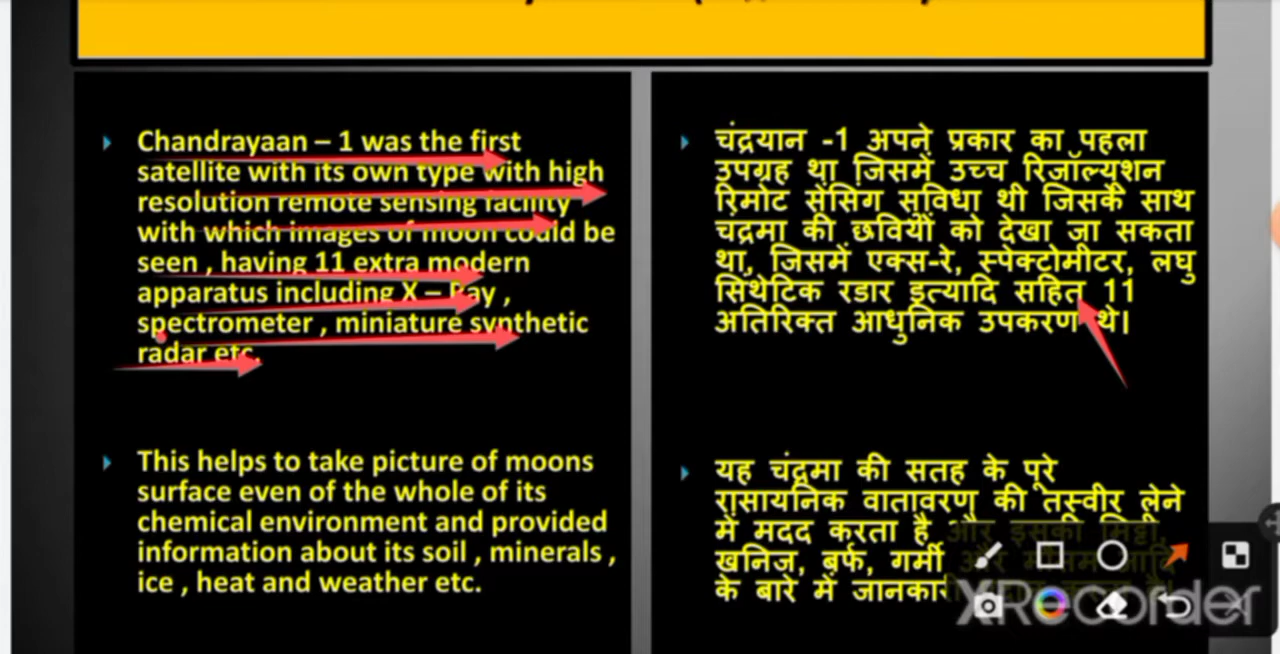 Chandrayaan – 1 was the first
satellite with its own type with high
resolution remote sensing facility
with which images of moon could be
seen , having 11 extra modern
apparatus including X – Ray ,
spectrometer , miniature synthetic
radar etc.
This helps to take picture of moons
surface even of the whole of its
chemical environment and provided
information about its soil , minerals ,
ice , heat and weather etc.
चंद्रयान -1 अपने प्रकार का पहला
उपग्रह था जिसमें उच्च रिजॉल्यूशन
रिमोट सेंसिंग सुविधा थी जिसके साथ
चंद्रमा की छवियों को देखा जा सकता
था, जिसमें एक्स-रे, स्पेक्ट्रोमीटर, लघु
सिंथेटिक रडार इत्यादि सहित 11
अतिरिक्त आधुनिक उपकरण थे।
यह चंद्रमा की सतह के पूरे
रासायनिक वातावरण की तस्वीर लेने
में मदद करता है और इसकी मिट्टी,
खनिज, बर्फ, गर्मी
के बारे में
XRecorder